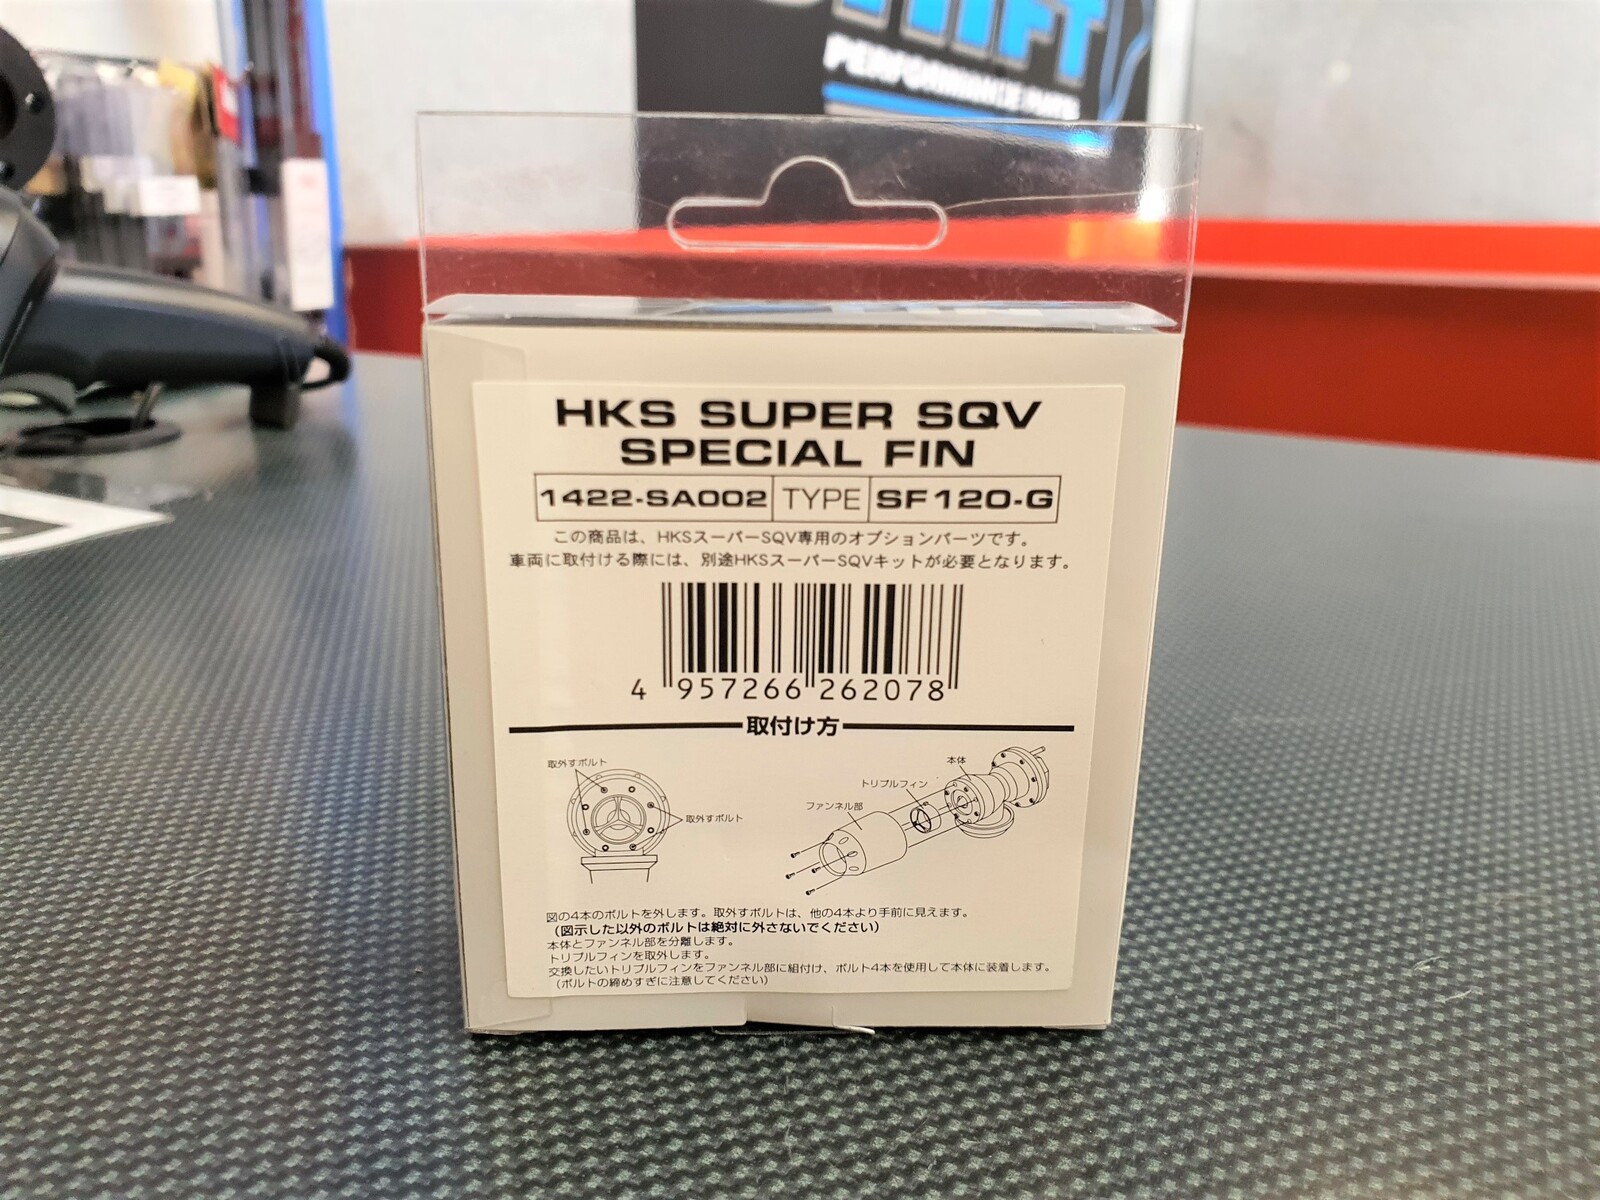 PERFORMANCE PARTS
HKS SUPER SQV
SPECIAL FIN
1422-SA002 TYPE SF120-G
この商品は、HKSスーパーSQV専用のオプションパーツです。
車両に取付ける際には、別途HKSスーパーSQVキットが必要となります。
4 957266 262078
取付け方
取外すボルト
取外すボルト
本体
トリプルフィン
ファンネル部
図の4本のボルトを外します。取外すボルトは、他の4本より手前に見えます。
(図示した以外のボルトは絶対に外さないでください)
本体とファンネル部を分離します。
トリプルフィンを取外します。
交換したいトリプルフィンをファンネル部に組付け、ボルト4本を使用して本体に装着します。
(ボルトの締めすぎに注意してください)